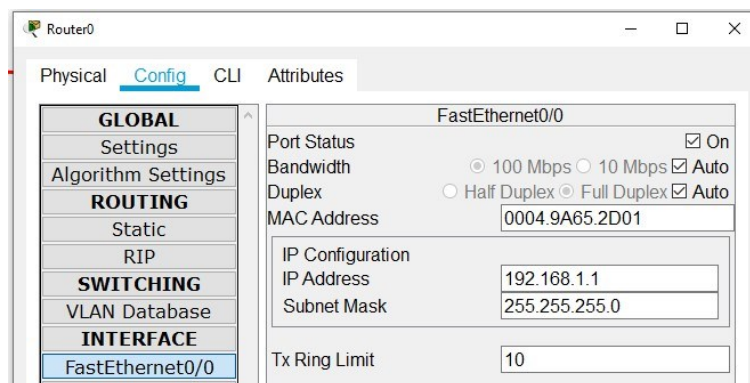 Router0
Physical Config CLI Attributes
GLOBAL
Settings
Algorithm Settings
ROUTING
Static
RIP
SWITCHING
VLAN Database
INTERFACE
FastEthernet0/0
FastEthernet0/0
Port Status On
Bandwidth 100 Mbps 10 Mbps Auto
Duplex Half Duplex Full Duplex Auto
MAC Address 0004.9A65.2D01
IP Configuration
IP Address 192.168.1.1
Subnet Mask 255.255.255.0
Tx Ring Limit 10